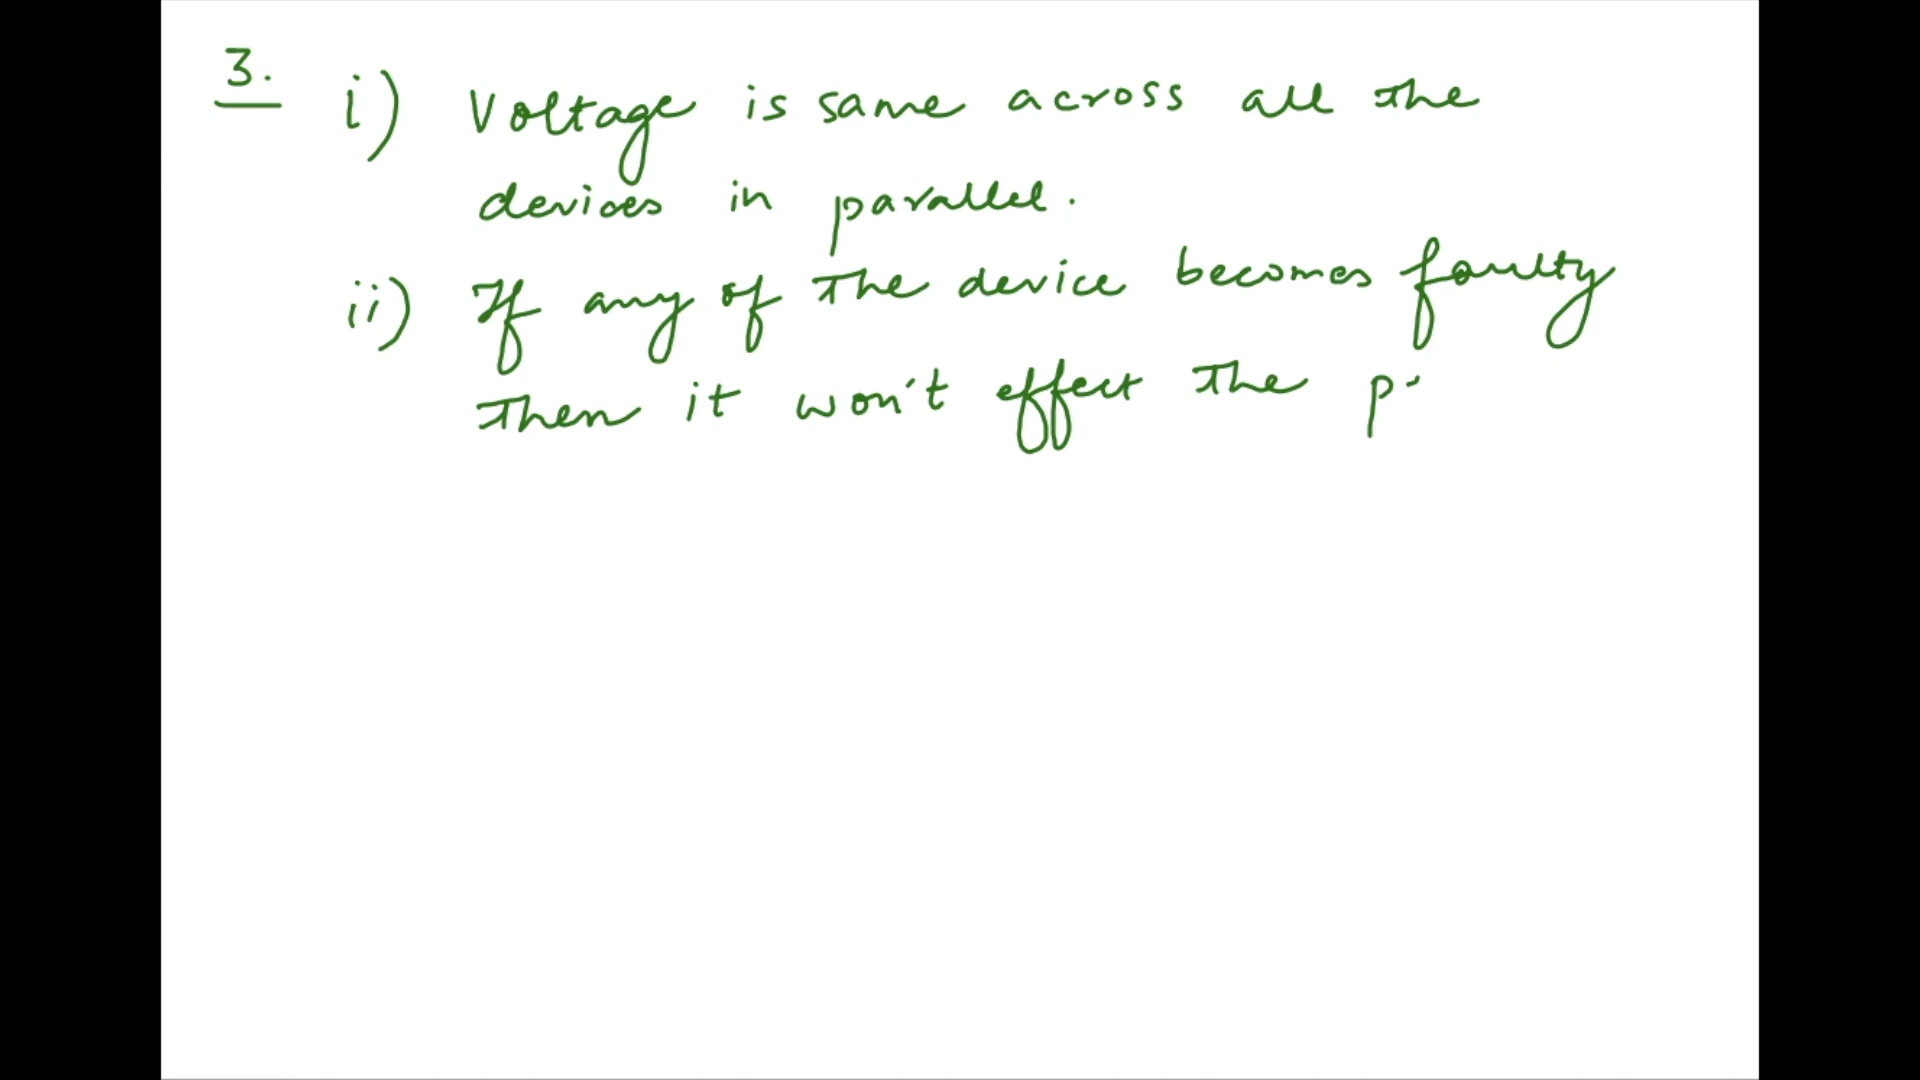 3. i) Voltage is same across all the
devices in parallel.
ii) If any of the device becomes faulty
then it won't effect the p